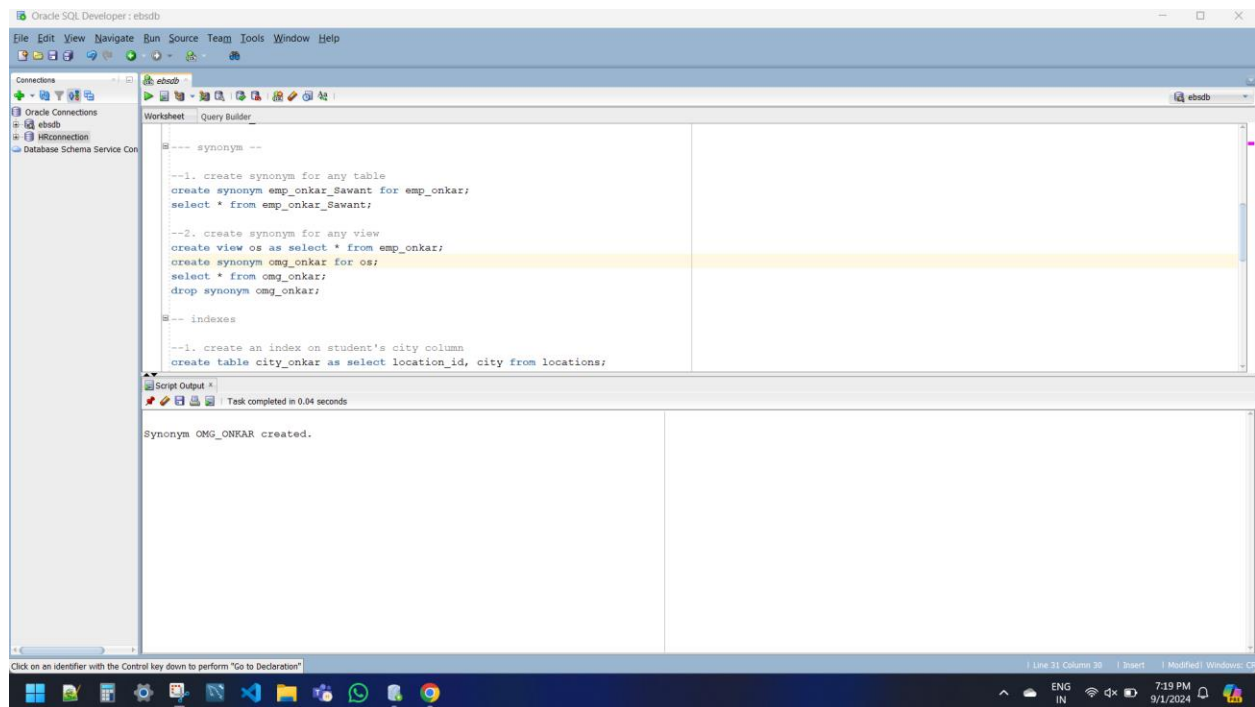 Oracle SQL Developer : ebsdb
File Edit View Navigate Run Source Team Tools Window Help
Connections
ebsdb
ebsdb
Oracle Connections
ebsdb
HRconnection
Database Schema Service Con
Worksheet Query Builder
--- synonym --
--1. create synonym for any table
create synonym emp_onkar_Sawant for emp_onkar;
select * from emp_onkar_Sawant;
--2. create synonym for any view
create view os as select * from emp_onkar;
create synonym omg_onkar for os;
select * from omg_onkar;
drop synonym omg_onkar;
-- indexes
--1. create an index on student's city column
create table city_onkar as select location_id, city from locations;
Script Output
Task completed in 0.04 seconds
Synonym OMG_ONKAR created.
Click on an identifier with the Control key down to perform "Go to Declaration"
Line 31 Column 30 Insert Modified Windows: CR
ENG
IN
7:19 PM
9/1/2024